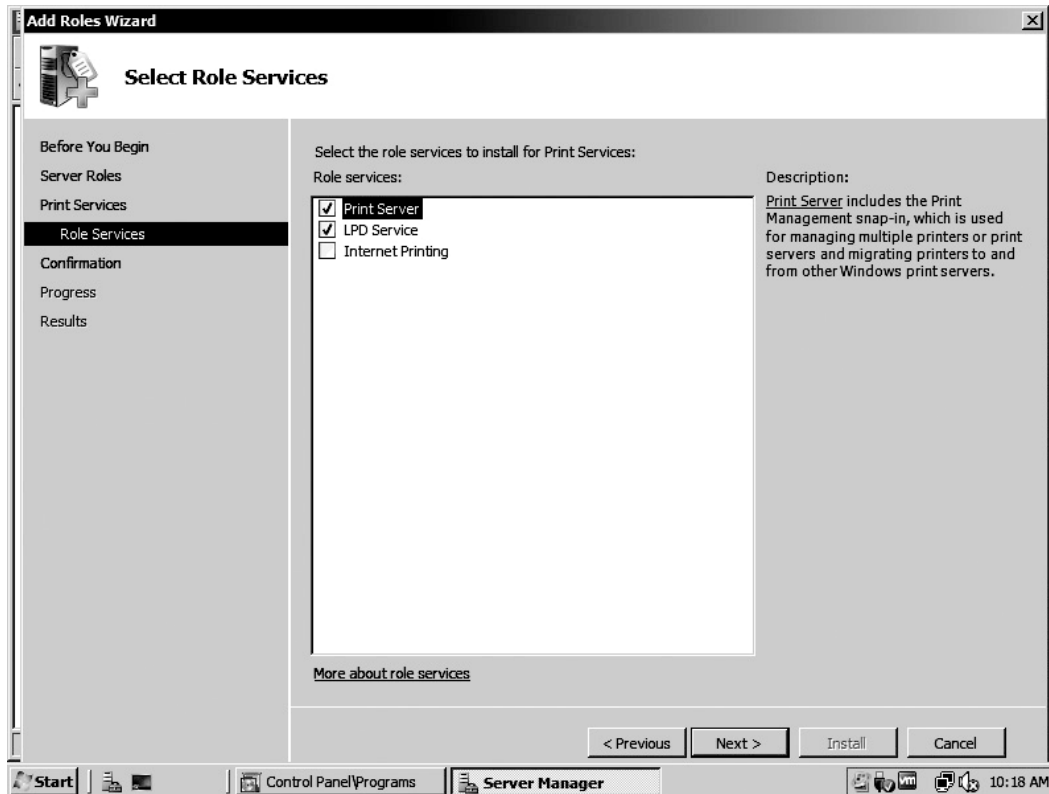 Add Roles Wizard
Select Role Services
Before You Begin
Server Roles
Print Services
Role Services
Confirmation
Progress
Results
Select the role services to install for Print Services:
Role services:
Print Server
LPD Service
Internet Printing
More about role services
Description:
Print Server includes the Print
Management snap-in, which is used
for managing multiple printers or print
servers and migrating printers to and
from other Windows print servers.
< Previous
Next >
Install
Cancel
Start
Control Panel\Programs
Server Manager
vm
10:18 AM